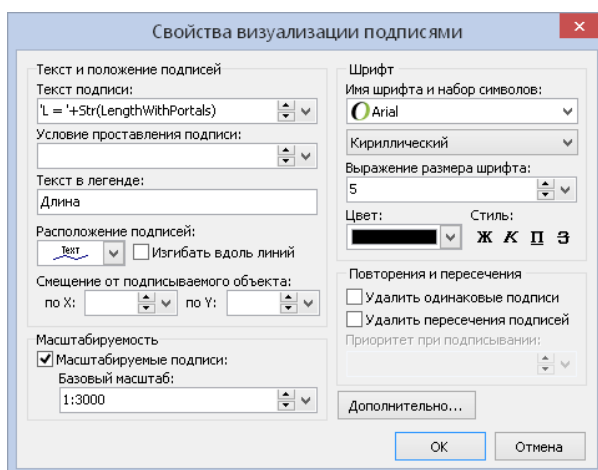 Свойства визуализации подписями
Текст и положение подписей
Текст подписи:
'L = '+Str(LengthWithPortals)
Условие проставления подписи:
Текст в легенде:
Длина
Расположение подписей:
Текст
Изгибать вдоль линий
Смещение от подписываемого объекта:
по X:
по Y:
Масштабируемость
Масштабируемые подписи:
Базовый масштаб:
1:3000
Шрифт
Имя шрифта и набор символов:
Arial
Кириллический
Выражение размера шрифта:
5
Цвет:
Стиль:
Ж К П З
Повторения и пересечения
Удалить одинаковые подписи
Удалить пересечения подписей
Приоритет при подписывании:
Дополнительно...
ОК
Отмена